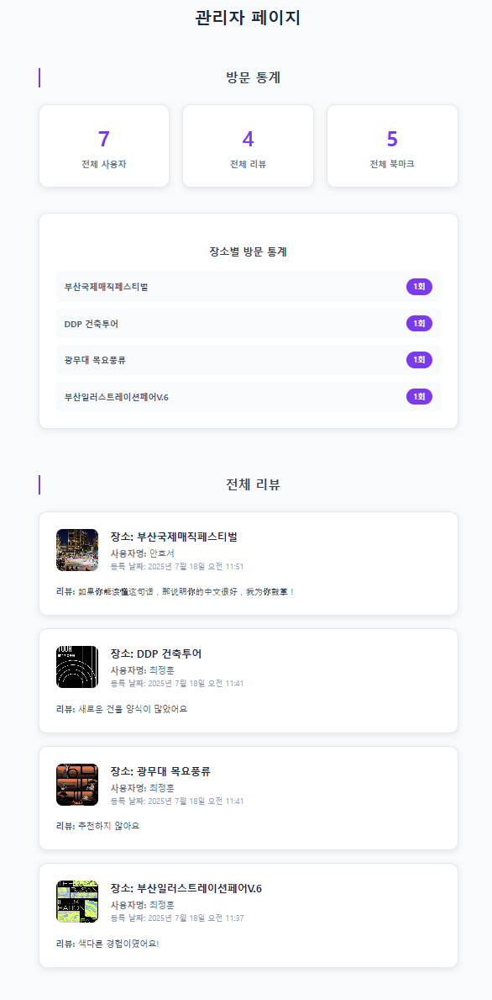 관리자 페이지
방문 통계
7
전체 사용자
4
전체 리뷰
5
전체 북마크
장소별 방문 통계
부산국제매직페스티벌
1회
DDP 건축투어
1회
광무대 목요풍류
1회
부산일러스트레이션페어V.6
1회
전체 리뷰
장소: 부산국제매직페스티벌
사용자명: 안효서
등록 날짜: 2025년 7월 18일 오전 11:51
리뷰: 如果你能读懂这句话，那说明你的中文很好，我为你鼓掌！
장소: DDP 건축투어
사용자명: 최정훈
등록 날짜: 2025년 7월 18일 오전 11:41
리뷰: 새로운 건물 양식이 많았어요
장소: 광무대 목요풍류
사용자명: 최정훈
등록 날짜: 2025년 7월 18일 오전 11:41
리뷰: 추천하지 않아요
장소: 부산일러스트레이션페어V.6
사용자명: 최정훈
등록 날짜: 2025년 7월 18일 오전 11:37
리뷰: 색다른 경험이였어요!